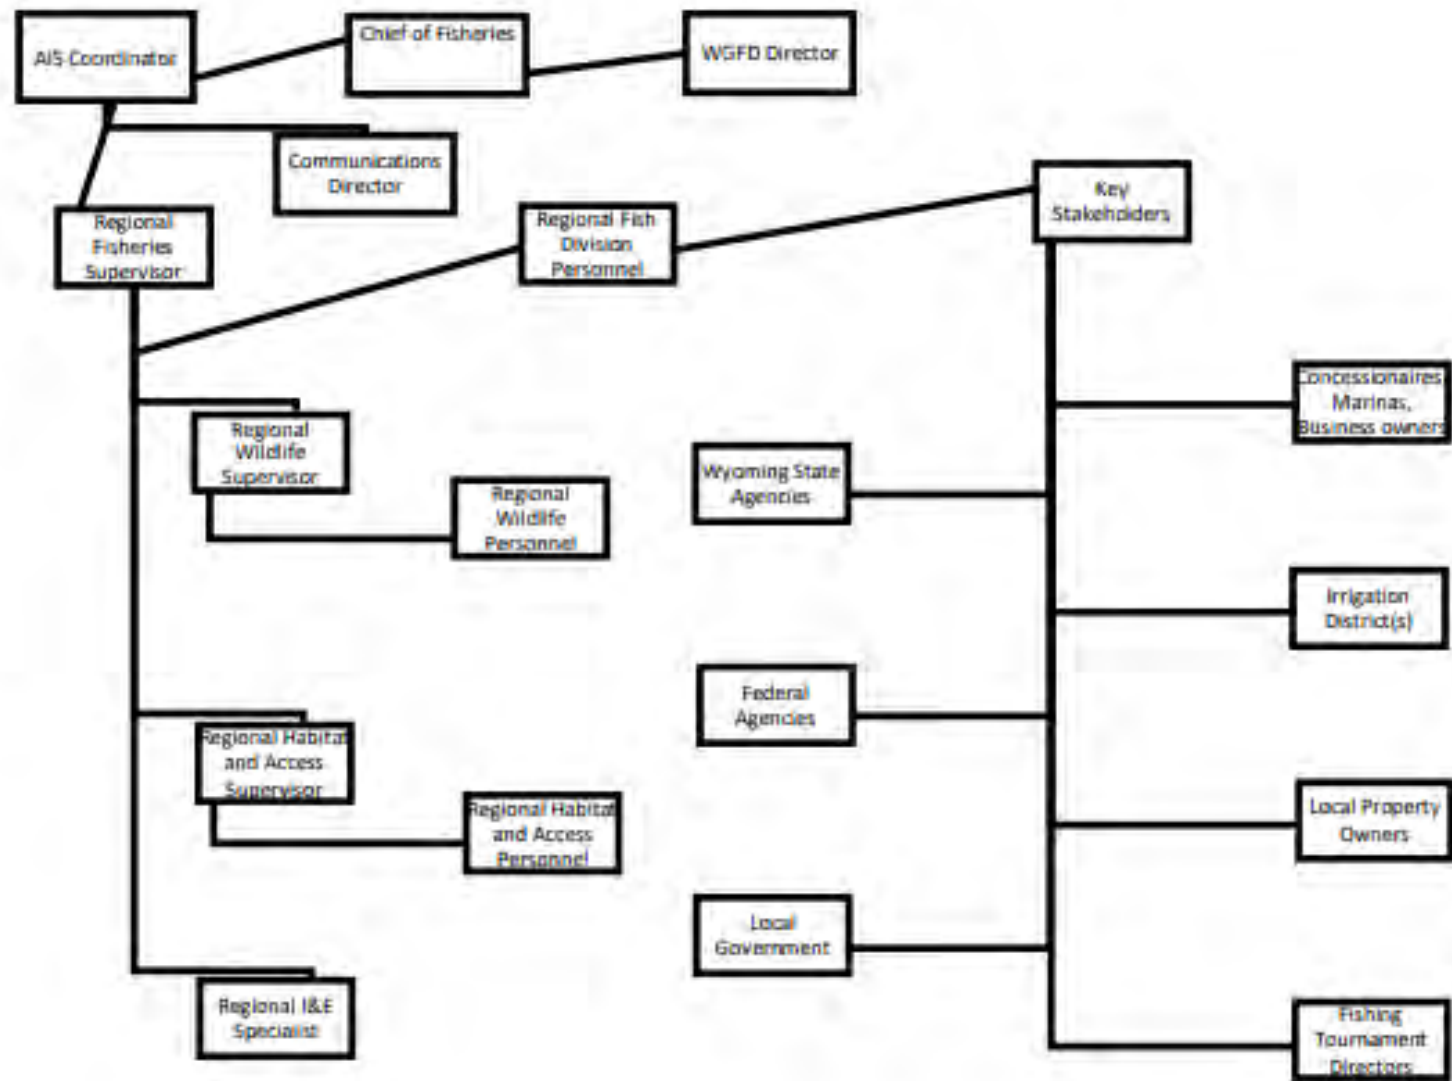 AIS Coordinator
Chief of Fisheries
WGFD Director
Communications
Director
Regional
Fisheries
Supervisor
Regional Fish
Division
Personnel
Key
Stakeholders
Concessionaires
Marinas,
Business owners
Regional
Wildlife
Supervisor
Wyoming State
Agencies
Regional
Wildlife
Personnel
Irrigation
District(s)
Federal
Agencies
Regional Habitat
and Access
Supervisor
Regional Habitat
and Access
Personnel
Local Property
Owners
Local
Government
Regional I&E
Specialist
Fishing
Tournament
Directors